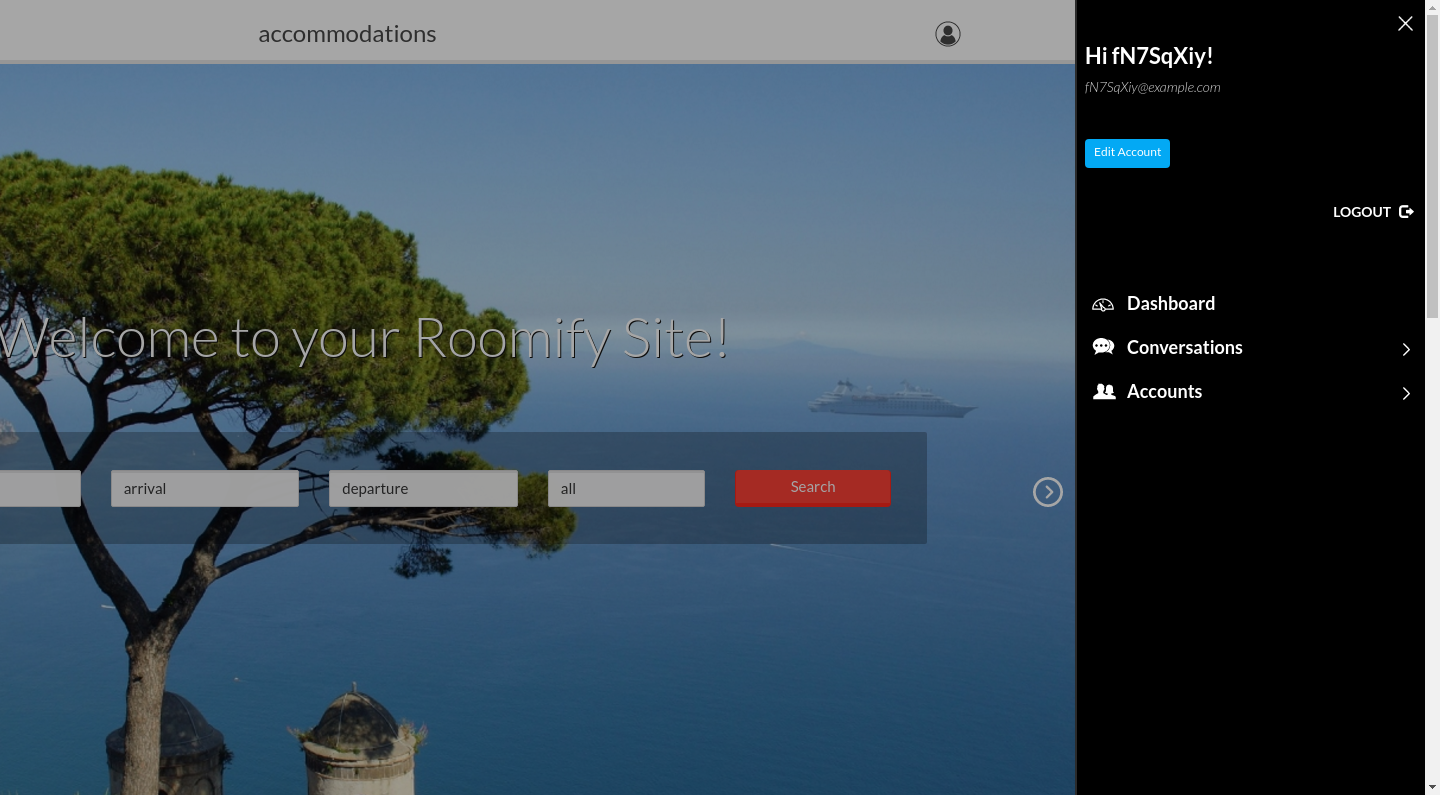 accommodations
Hi fN7SqXiy!
fN7SqXiy@example.com
Edit Account
LOGOUT
Dashboard
Conversations
Accounts
Welcome to your Roomify Site!
arrival
departure
all
Search